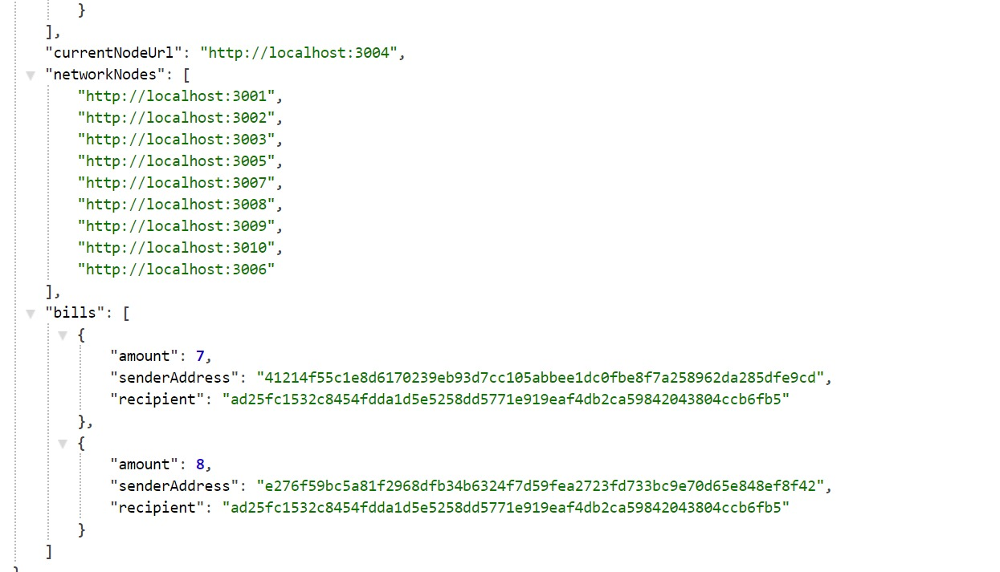 }
],
"currentNodeUrl": "http://localhost:3004",
"networkNodes": [
"http://localhost:3001",
"http://localhost:3002",
"http://localhost:3003",
"http://localhost:3005",
"http://localhost:3007",
"http://localhost:3008",
"http://localhost:3009",
"http://localhost:3010",
"http://localhost:3006"
],
"bills": [
{
"amount": 7,
"senderAddress": "41214f55c1e8d6170239eb93d7cc105abbee1dc0fbe8f7a258962da285dfe9cd",
"recipient": "ad25fc1532c8454fdda1d5e5258dd5771e919eaf4db2ca59842043804ccb6fb5"
},
{
"amount": 8,
"senderAddress": "e276f59bc5a81f2968dfb34b6324f7d59fea2723fd733bc9e70d65e848ef8f42",
"recipient": "ad25fc1532c8454fdda1d5e5258dd5771e919eaf4db2ca59842043804ccb6fb5"
}
]
}